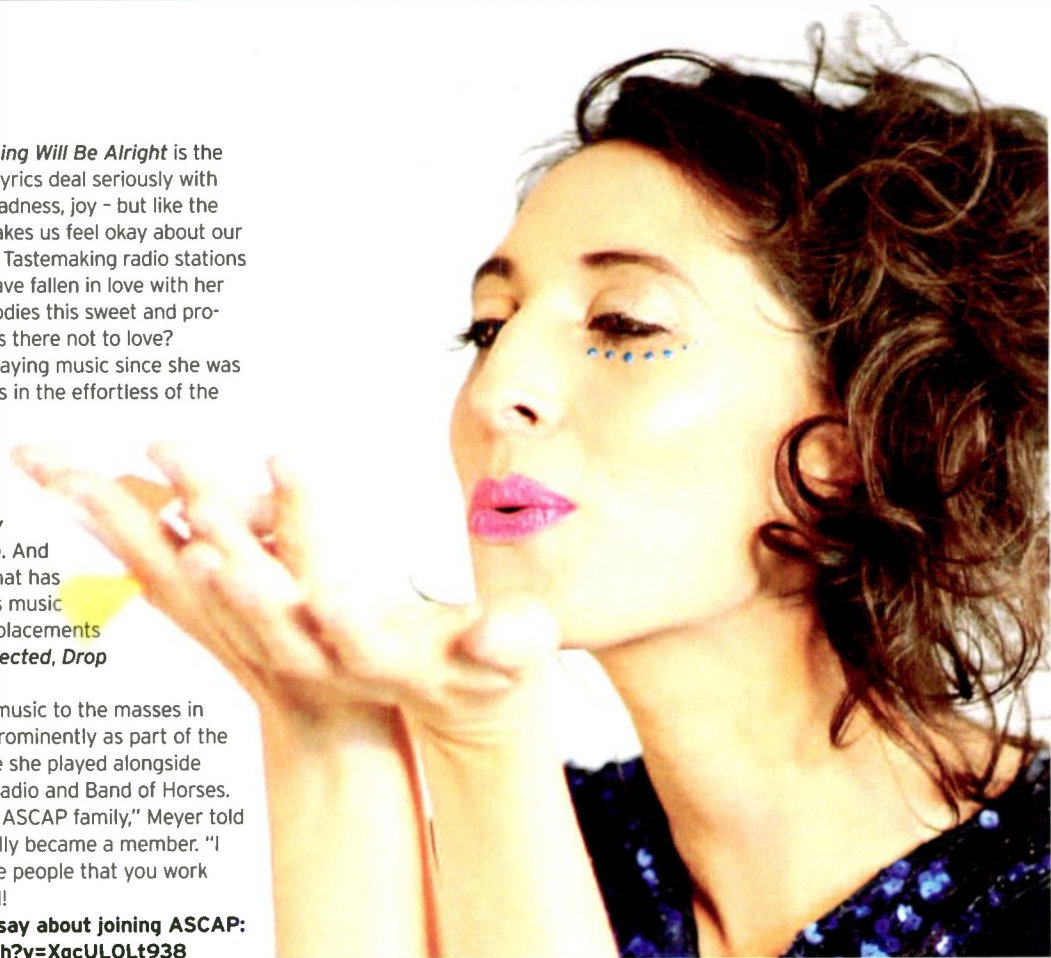 ing Will Be Alright is the
yrics deal seriously with
adness, joy – but like the
akes us feel okay about our
Tastemaking radio stations
ave fallen in love with her
odies this sweet and pro-
s there not to love?
aying music since she was
s in the effortless of the
y
. And
hat has
s music
placements
ected, Drop
music to the masses in
rominently as part of the
e she played alongside
adio and Band of Horses.
ASCAP family," Meyer told
lly became a member. "I
e people that you work
!!
say about joining ASCAP:
h?v=XgcULOLt938